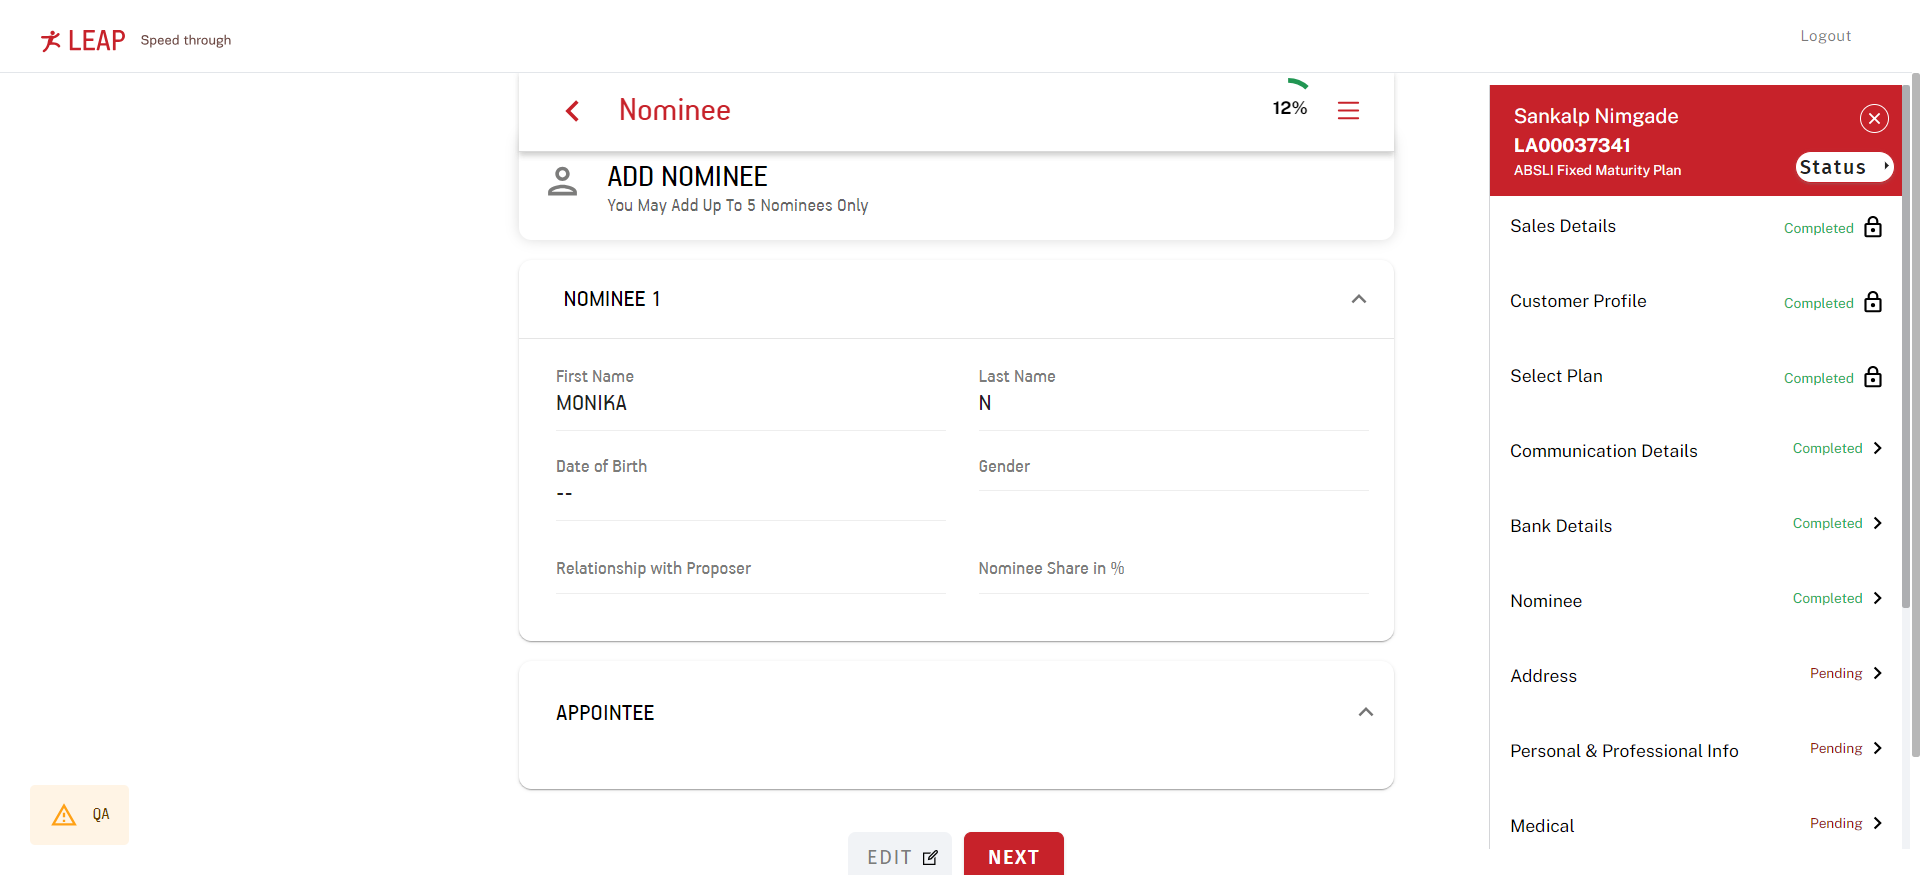 LEAP Speed through
Logout
Nominee
12%
ADD NOMINEE
You May Add Up To 5 Nominees Only
NOMINEE 1
First Name
MONIKA
Last Name
N
Date of Birth
--
Gender
Relationship with Proposer
Nominee Share in %
APPOINTEE
EDIT
NEXT
QA
Sankalp Nimgade
LA00037341
ABSLI Fixed Maturity Plan
Status
Sales Details Completed
Customer Profile Completed
Select Plan Completed
Communication Details Completed
Bank Details Completed
Nominee Completed
Address Pending
Personal & Professional Info Pending
Medical Pending